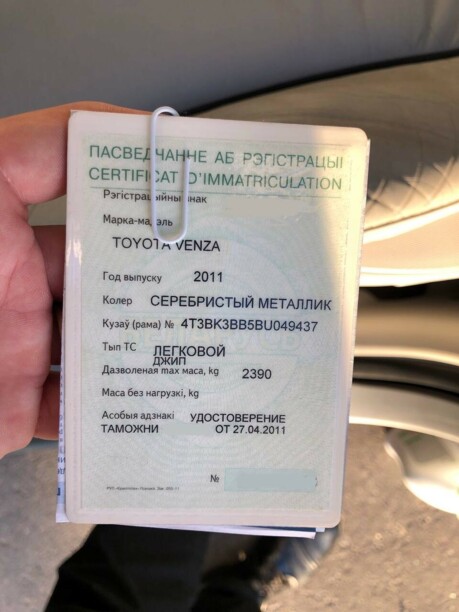 ПАСВЕДЧАННЕ АБ РЭГІСТРАЦЫІ
CERTIFICAT D'IMMATRICULATION
Рэгістрацыйны знак
Марка-мадэль
TOYOTA VENZA
Год выпуску 2011
Колер СЕРЕБРИСТЫЙ МЕТАЛЛИК
Кузаў (рама) № 4T3BK3BB5BU049437
Тып ТС ЛЕГКОВОЙ
ДЖИП
Дазволеная max маса, kg 2390
Маса без нагрузкі, kg
Асобыя адзнакі УДОСТОВЕРЕНИЕ
ТАМОЖНИ ОТ 27.04.2011
№